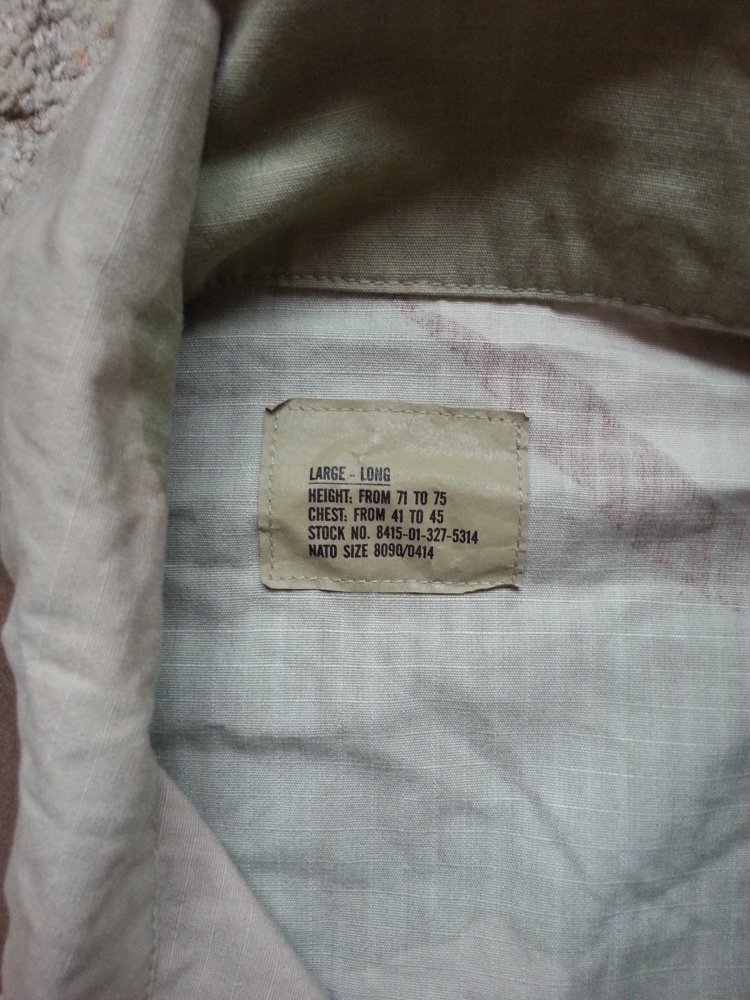 LARGE - LONG
HEIGHT: FROM 71 TO 75
CHEST: FROM 41 TO 45
STOCK NO. 8415-01-327-5314
NATO SIZE 8090/0414